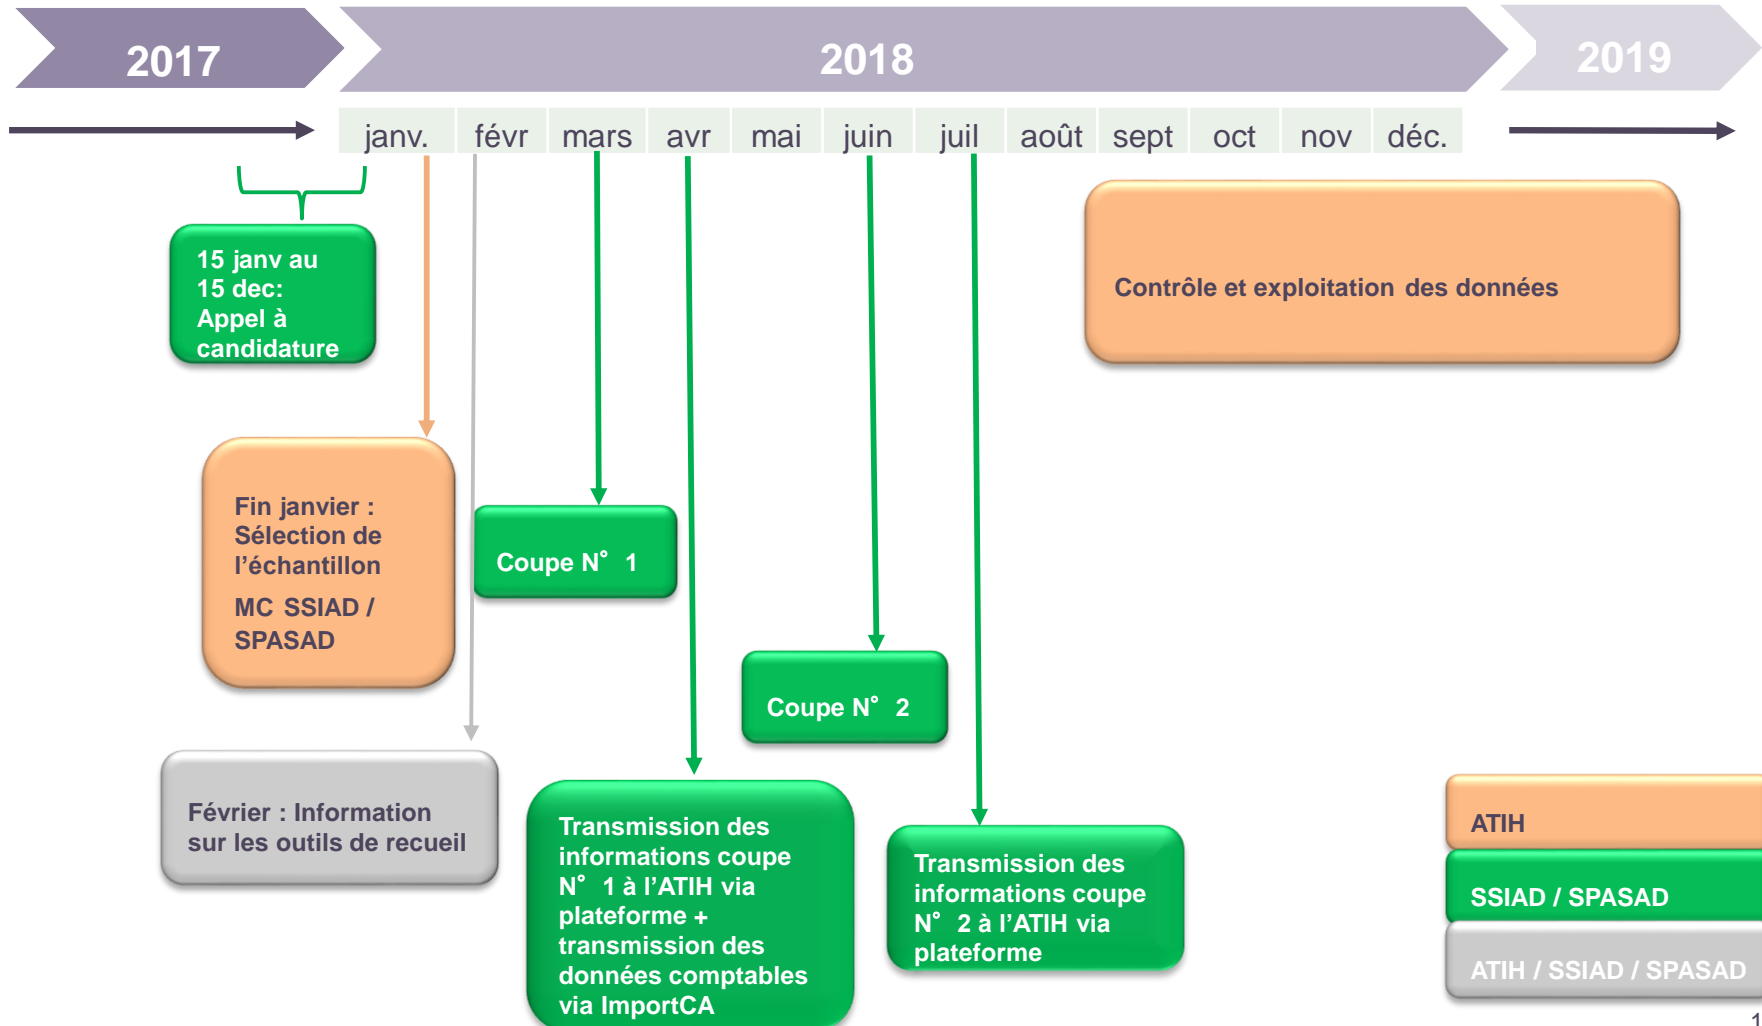 2017
2018
2019
janv. févr mars avr mai juin juil août sept oct nov déc.
15 janv au
15 dec:
Appel à
candidature
Contrôle et exploitation des données
Fin janvier :
Sélection de
l'échantillon
MC SSIAD /
SPASAD
Coupe N° 1
Coupe N° 2
Février : Information
sur les outils de recueil
Transmission des
informations coupe
N° 1 à l'ATIH via
plateforme +
transmission des
données comptables
via ImportCA
Transmission des
informations coupe
N° 2 à l'ATIH via
plateforme
ATIH
SSIAD / SPASAD
ATIH / SSIAD / SPASAD